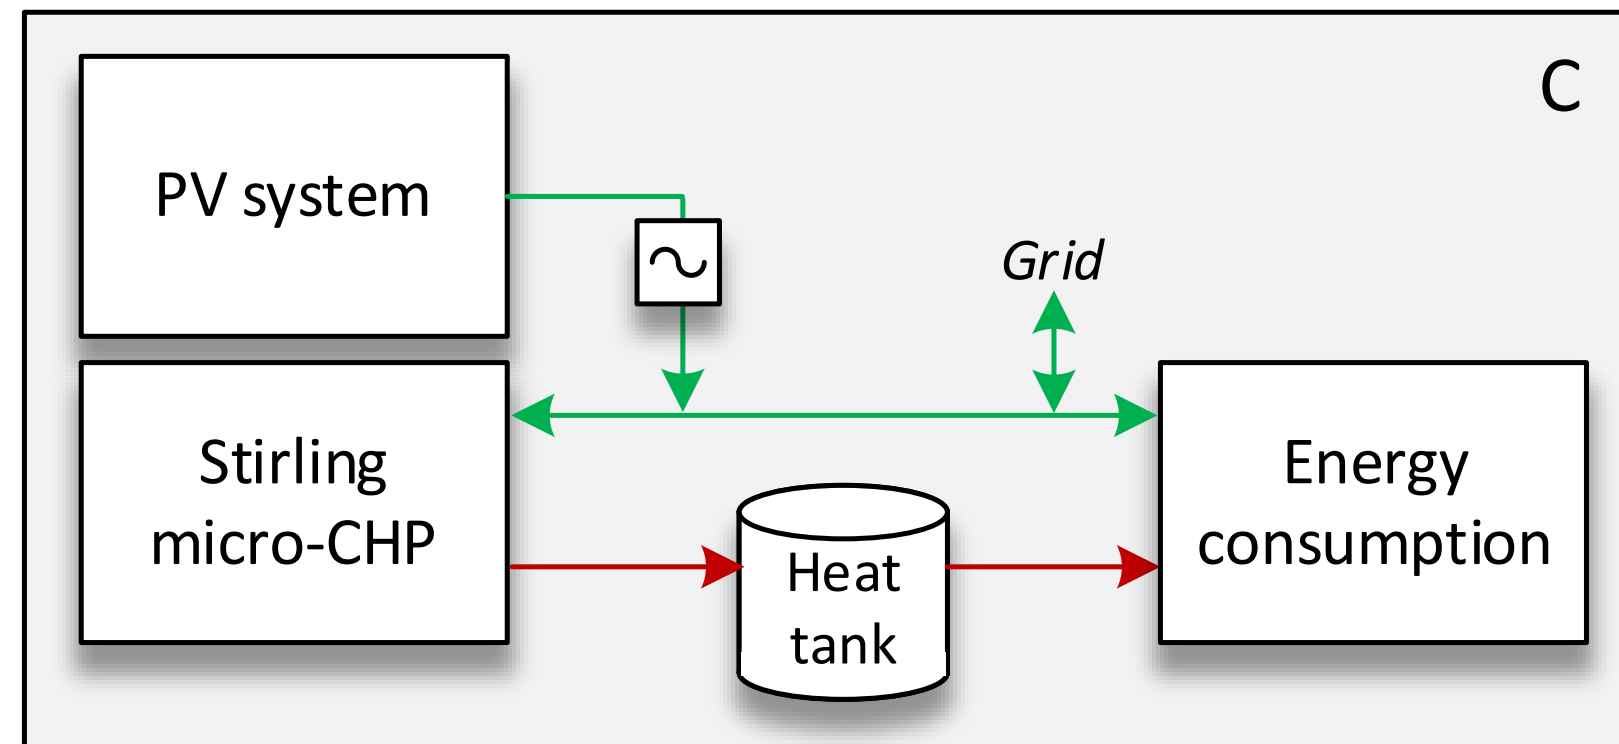 C
PV system
Grid
Stirling
micro-CHP
Energy
consumption
Heat
tank